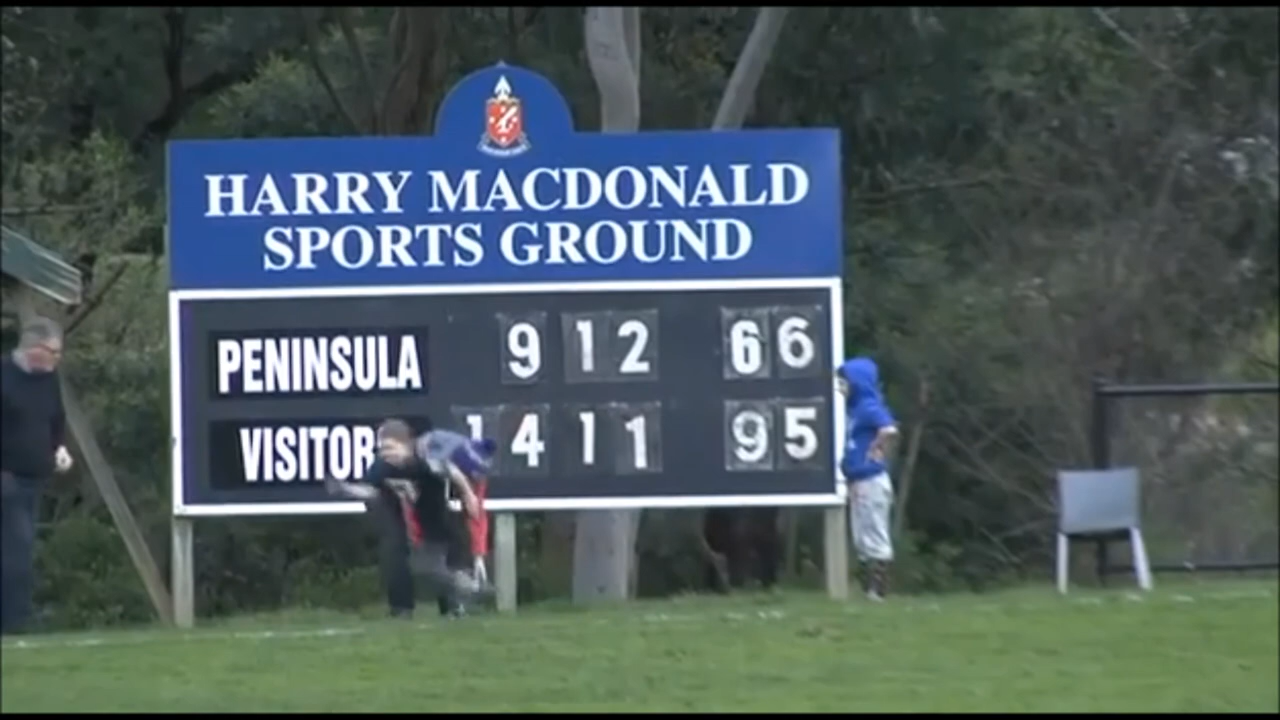 HARRY MACDONALD
SPORTS GROUND
PENINSULA 9 12 66
VISITOR 14 11 95